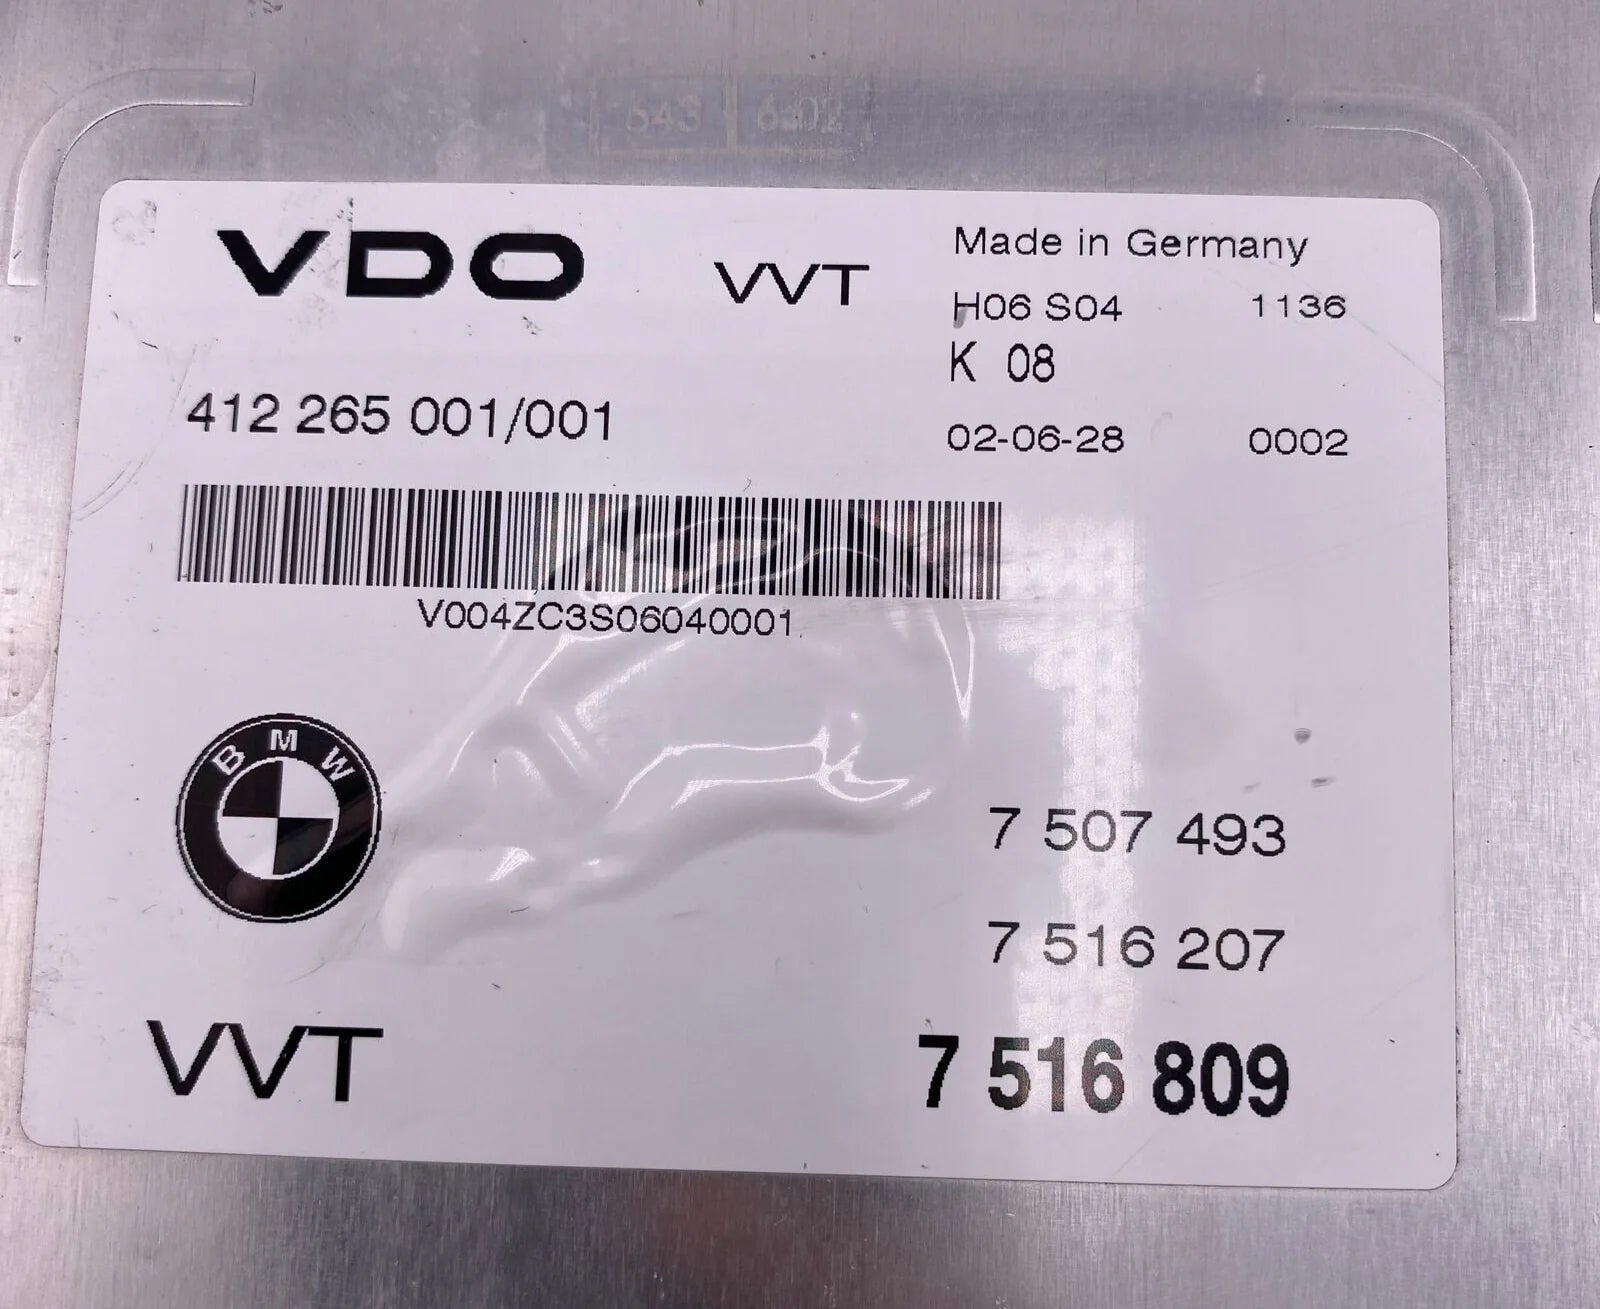 VDO VVT
Made in Germany
H06 S04 1136
K 08
02-06-28 0002
412 265 001/001
V004ZC3S06040001
BMW
7 507 493
7 516 207
VVT
7 516 809